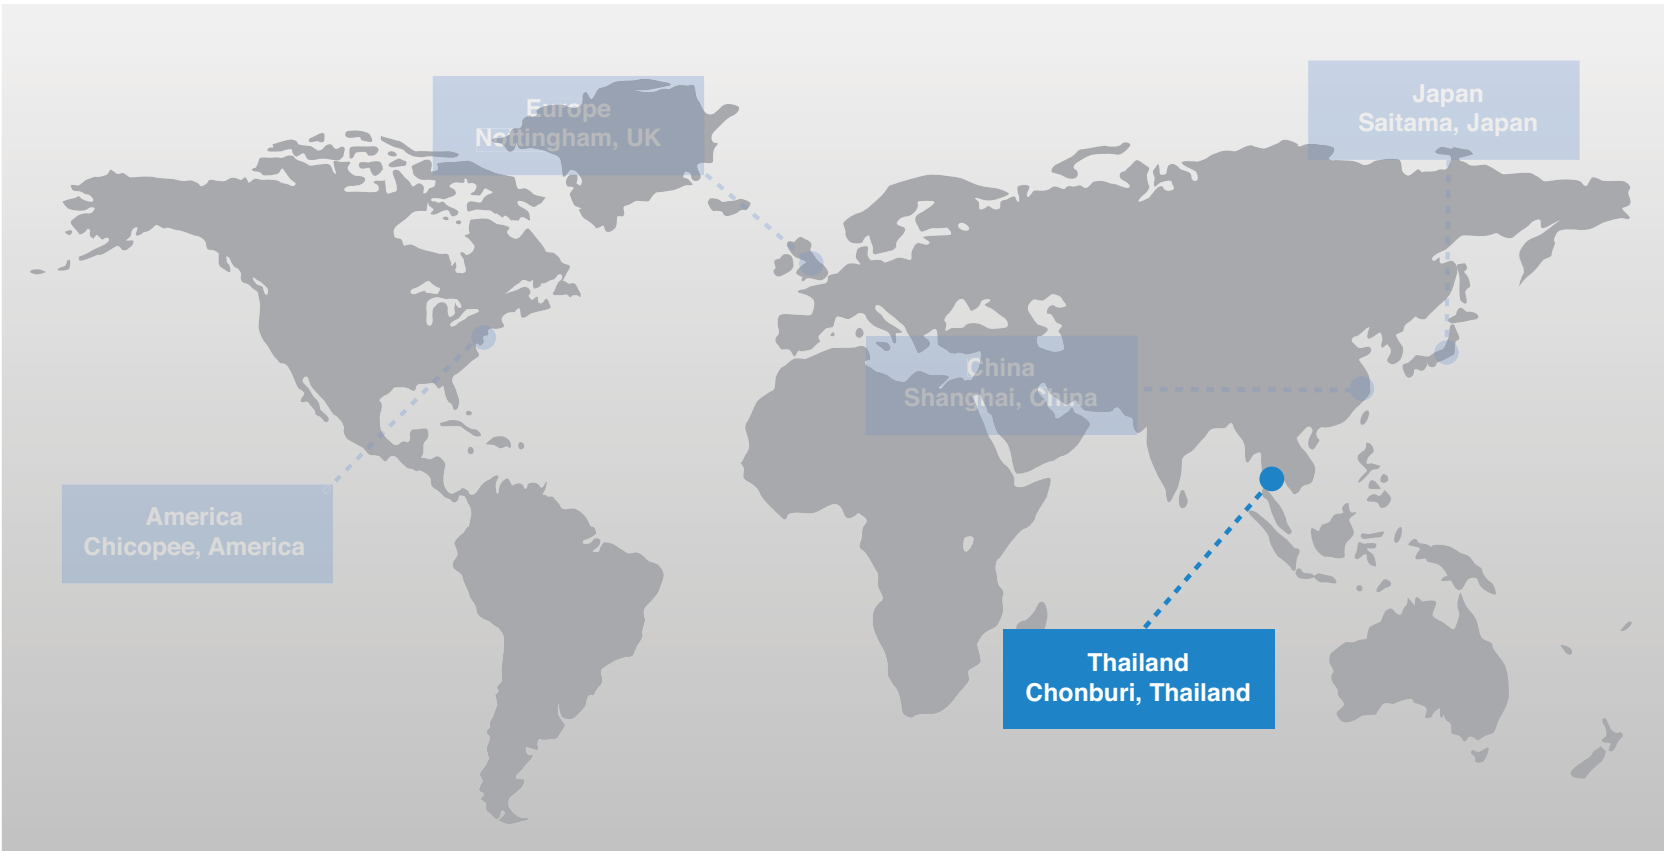 Europe
Nottingham, UK
Japan
Saitama, Japan
China
Shanghai, China
America
Chicopee, America
Thailand
Chonburi, Thailand